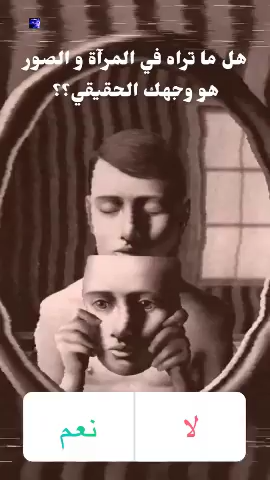 هل ما تراه في المرآة و الصور
هو وجهك الحقيقي؟؟
نعم
لا